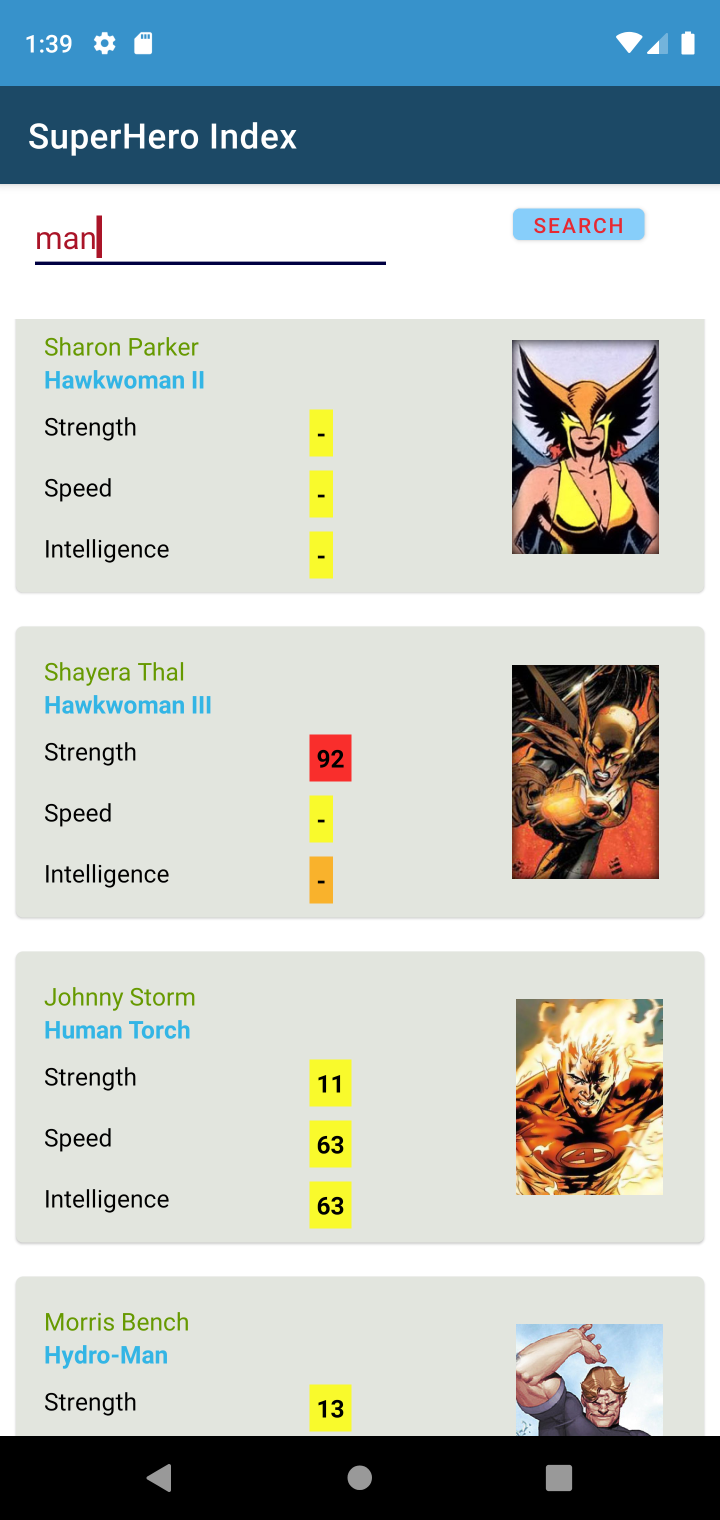 1:39
SuperHero Index
man
SEARCH
Sharon Parker
Hawkwoman II
Strength -
Speed -
Intelligence -
Shayera Thal
Hawkwoman III
Strength 92
Speed -
Intelligence -
Johnny Storm
Human Torch
Strength 11
Speed 63
Intelligence 63
Morris Bench
Hydro-Man
Strength 13